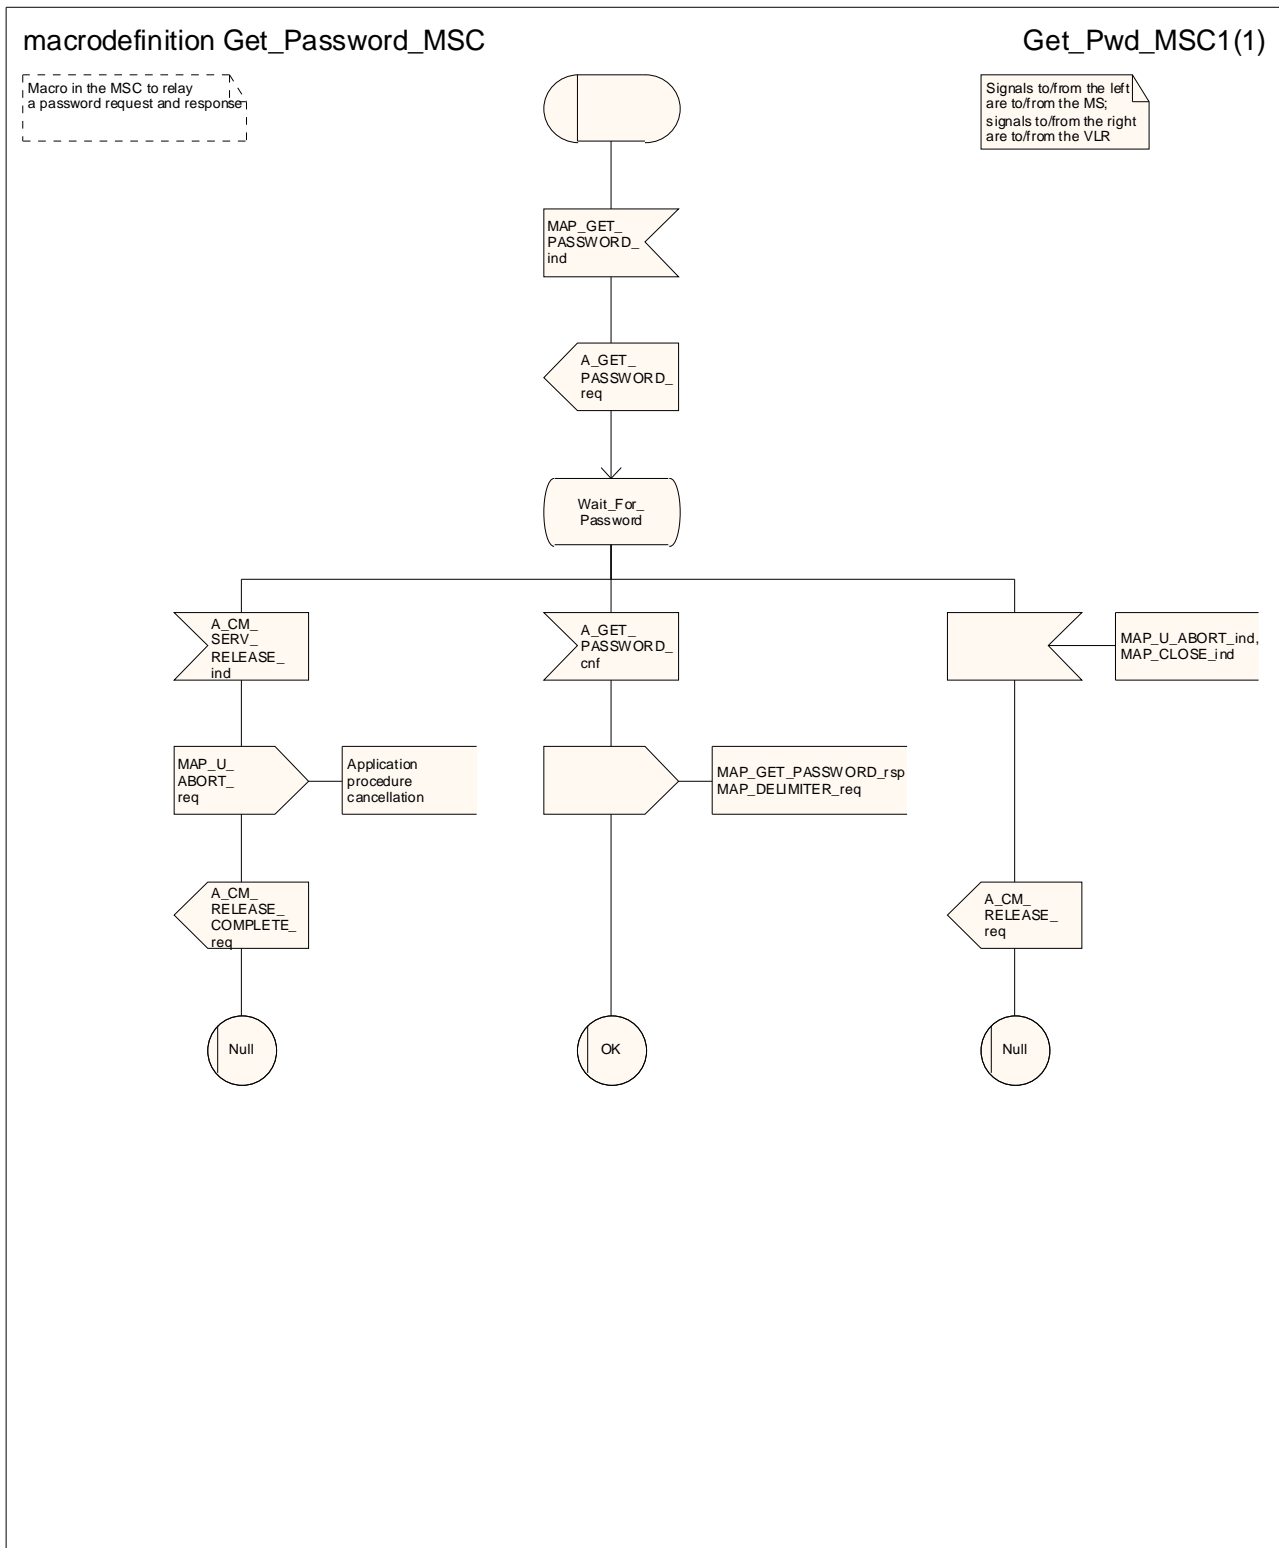 macrodefinition Get_Password_MSC
Get_Pwd_MSC1(1)
Macro in the MSC to relay
a password request and response
Signals to/from the left
are to/from the MS;
signals to/from the right
are to/from the VLR
MAP_GET_
PASSWORD_
ind
A_GET_
PASSWORD_
req
Wait_For_
Password
A_CM_
SERV_
RELEASE_
ind
A_GET_
PASSWORD_
cnf
MAP_U_ABORT_ind,
MAP_CLOSE_ind
MAP_U_
ABORT_
req
Application
procedure
cancellation
MAP_GET_PASSWORD_rsp
MAP_DELIMITER_req
A_CM_
RELEASE_
COMPLETE_
req
A_CM_
RELEASE_
req
Null
OK
Null